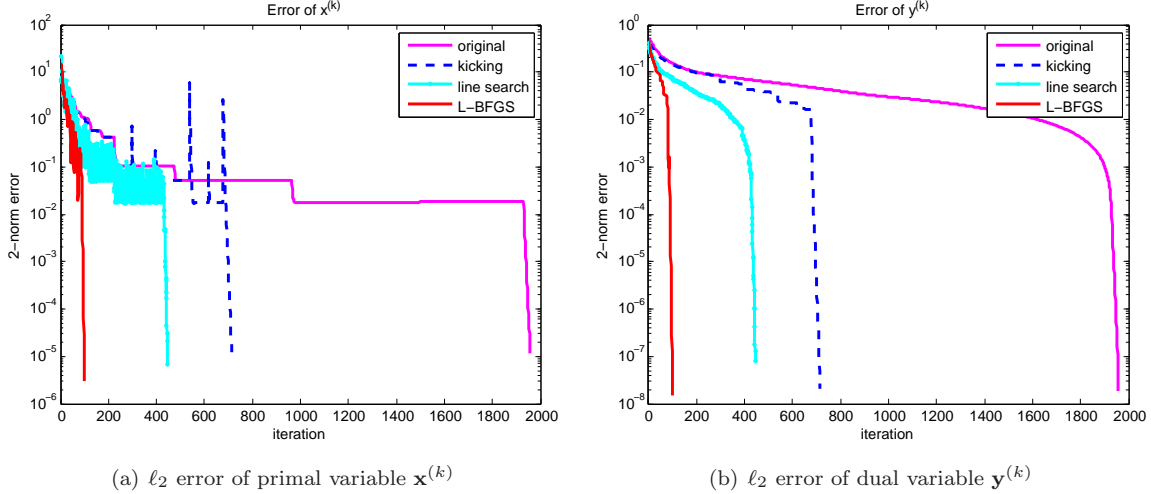 Error of x^(k)
10^2
10^1
10^0
10^−1
10^−2
10^−3
10^−4
10^−5
10^−6
2−norm error
original
kicking
line search
L−BFGS
0 200 400 600 800 1000 1200 1400 1600 1800 2000
iteration
(a) ℓ₂ error of primal variable x^(k)
Error of y^(k)
10^0
10^−1
10^−2
10^−3
10^−4
10^−5
10^−6
10^−7
10^−8
2−norm error
original
kicking
line search
L−BFGS
0 200 400 600 800 1000 1200 1400 1600 1800 2000
iteration
(b) ℓ₂ error of dual variable y^(k)